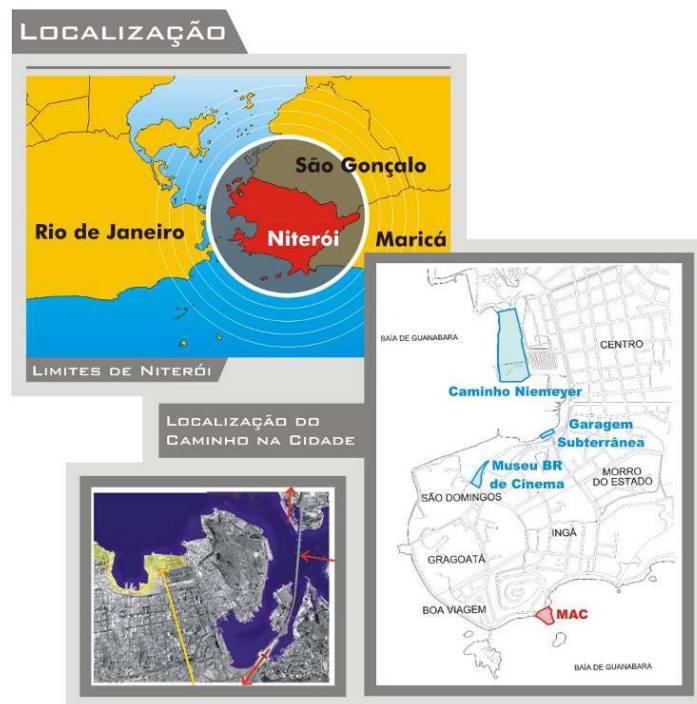 LOCALIZAÇÃO
São Gonçalo
Rio de Janeiro
Niterói
Maricá
LIMITES DE NITERÓI
LOCALIZAÇÃO DO
CAMINHO NA CIDADE
BAÍA DE GUANABARA
CENTRO
Caminho Niemeyer
Garagem
Subterrânea
Museu BR
de Cinema
MORRO
DO ESTADO
SÃO DOMINGOS
INGÁ
GRAGOATÁ
BOA VIAGEM
MAC
BAÍA DE GUANABARA